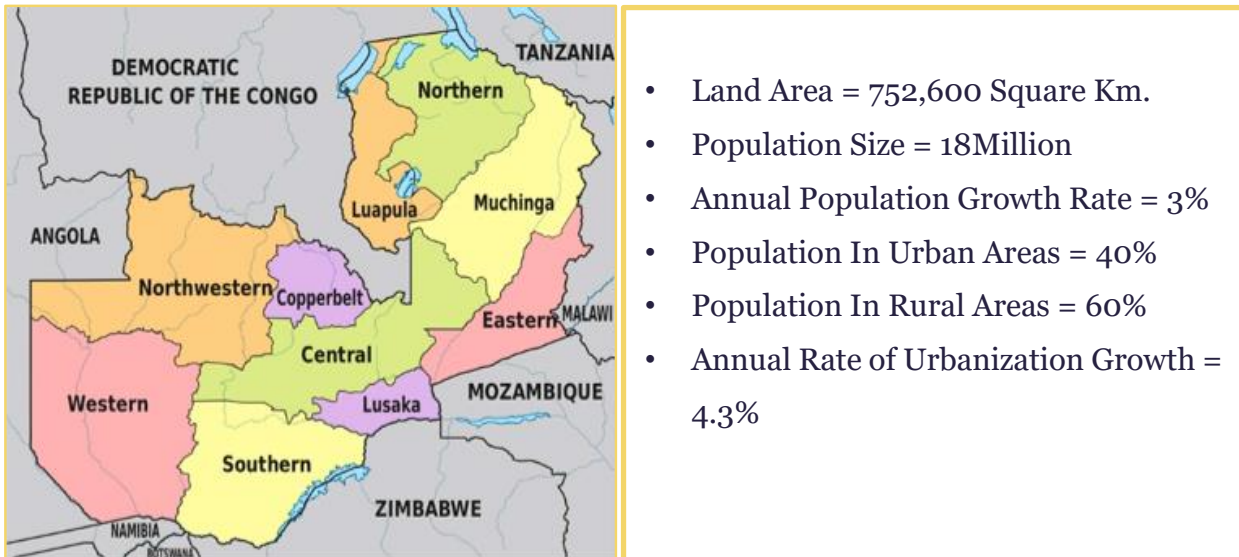 DEMOCRATIC
REPUBLIC OF THE CONGO
TANZANIA
Northern
Luapula
Muchinga
ANGOLA
Northwestern
Copperbelt
Eastern
MALAWI
Central
Western
Lusaka
MOZAMBIQUE
Southern
ZIMBABWE
NAMIBIA
BOTSWANA
• Land Area = 752,600 Square Km.
• Population Size = 18Million
• Annual Population Growth Rate = 3%
• Population In Urban Areas = 40%
• Population In Rural Areas = 60%
• Annual Rate of Urbanization Growth =
4.3%